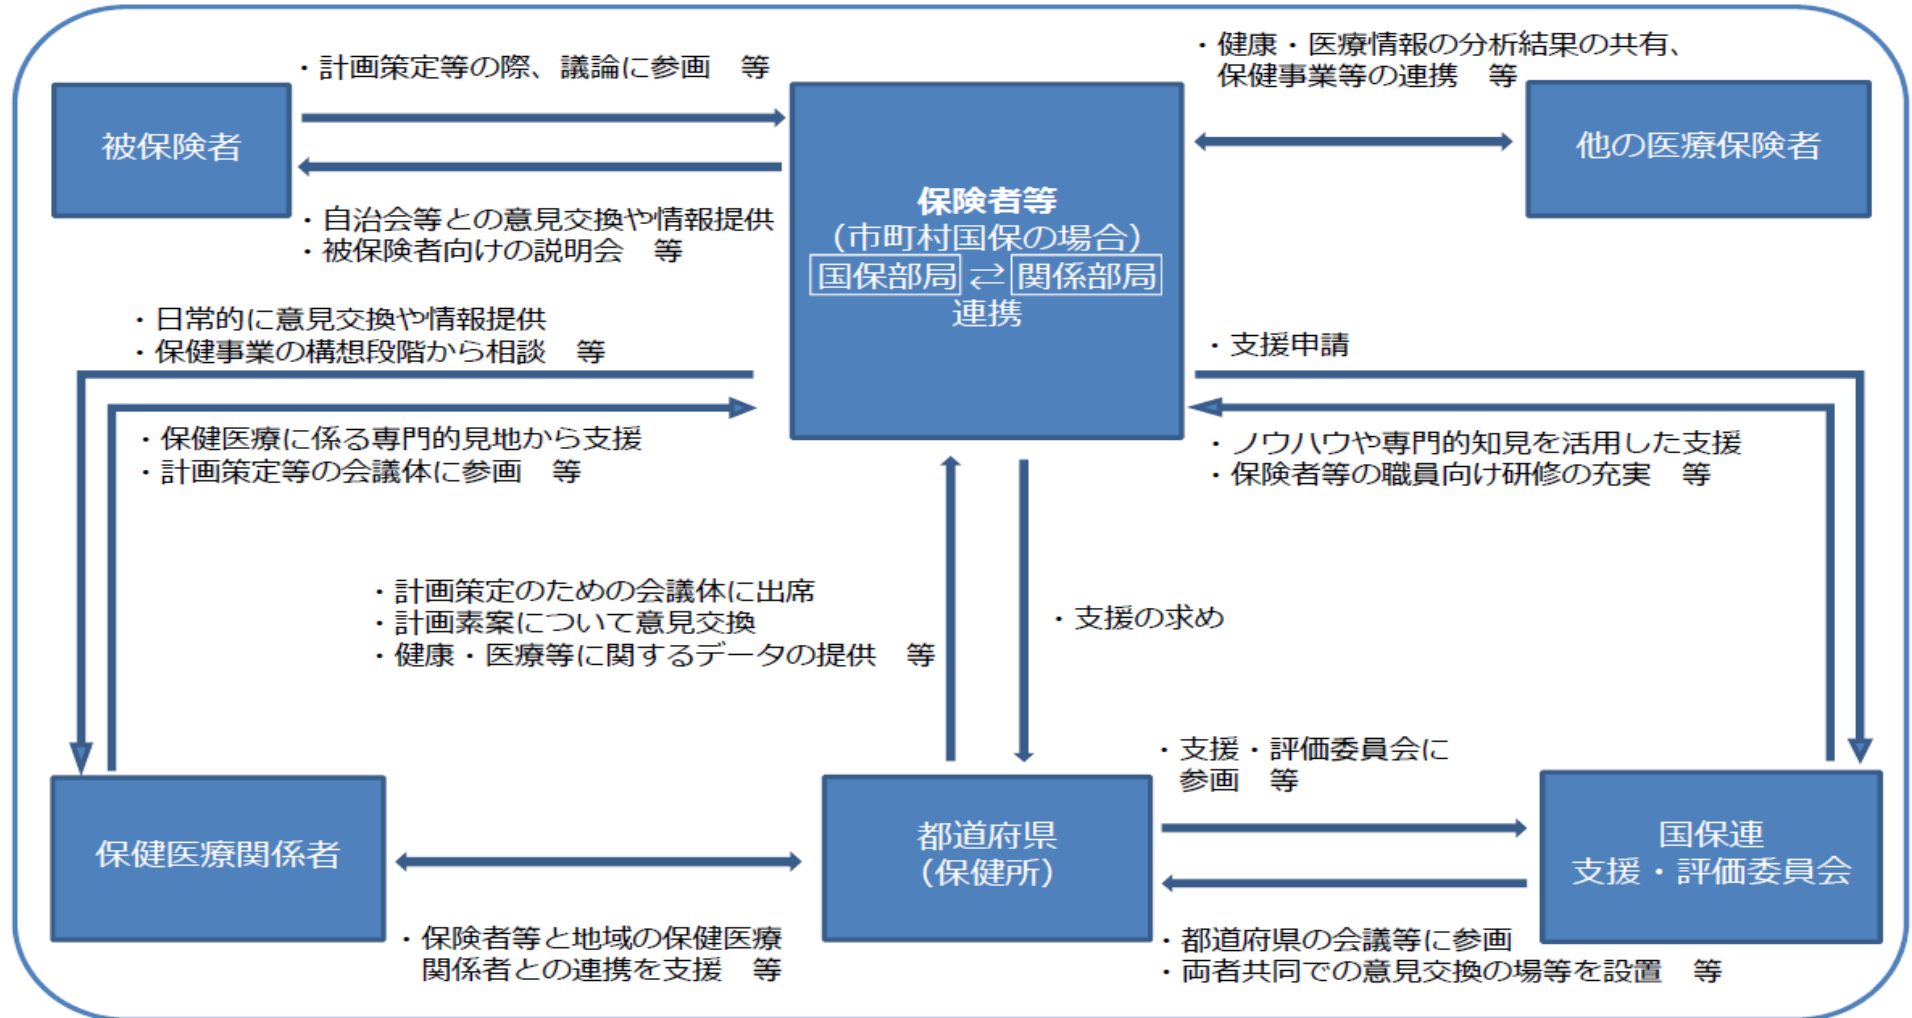 ・計画策定等の際、議論に参画　等
・健康・医療情報の分析結果の共有、
保健事業等の連携　等
被保険者
他の医療保険者
保険者等
（市町村国保の場合）
国保部局 ⇄ 関係部局
連携
・自治会等との意見交換や情報提供
・被保険者向けの説明会　等
・日常的に意見交換や情報提供
・保健事業の構想段階から相談　等
・支援申請
・保健医療に係る専門的見地から支援
・計画策定等の会議体に参画　等
・ノウハウや専門的知見を活用した支援
・保険者等の職員向け研修の充実　等
・計画策定のための会議体に出席
・計画素案について意見交換
・健康・医療等に関するデータの提供　等
・支援の求め
・支援・評価委員会に
参画　等
保健医療関係者
都道府県
（保健所）
国保連
支援・評価委員会
・保険者等と地域の保健医療
関係者との連携を支援　等
・都道府県の会議等に参画
・両者共同での意見交換の場等を設置　等